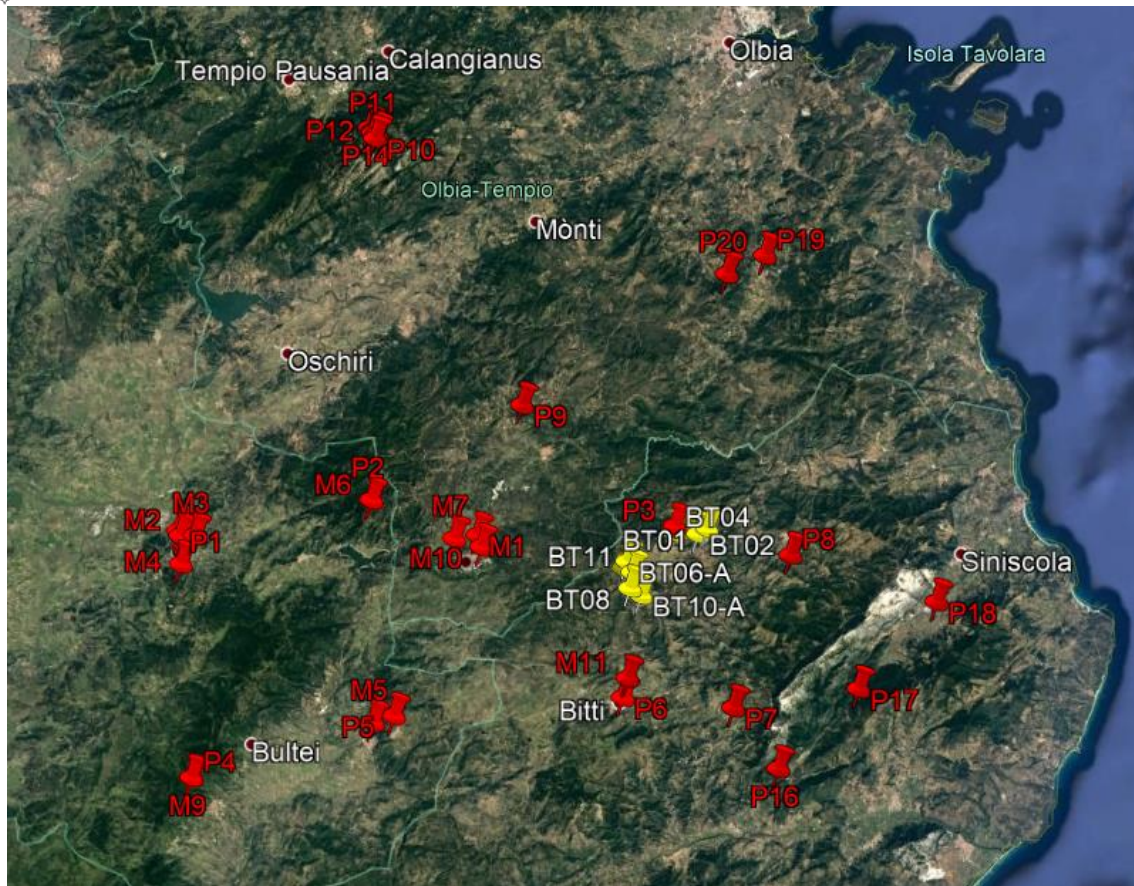 Calangianus
Olbia
Isola Tavolara
Tempio Pausania
P11
P12
P10
P14
Olbia-Tempio
Mònti
P20
P19
Oschiri
P9
P2
M6
M3
M7
P3
BT04
M2
P1
M1
BT01
BT02
P8
M4
M10
BT11
BT06-A
Siniscola
BT08
BT10-A
P18
M11
M5
Bitti
P6
P7
P17
P5
Bultei
P4
P16
M9